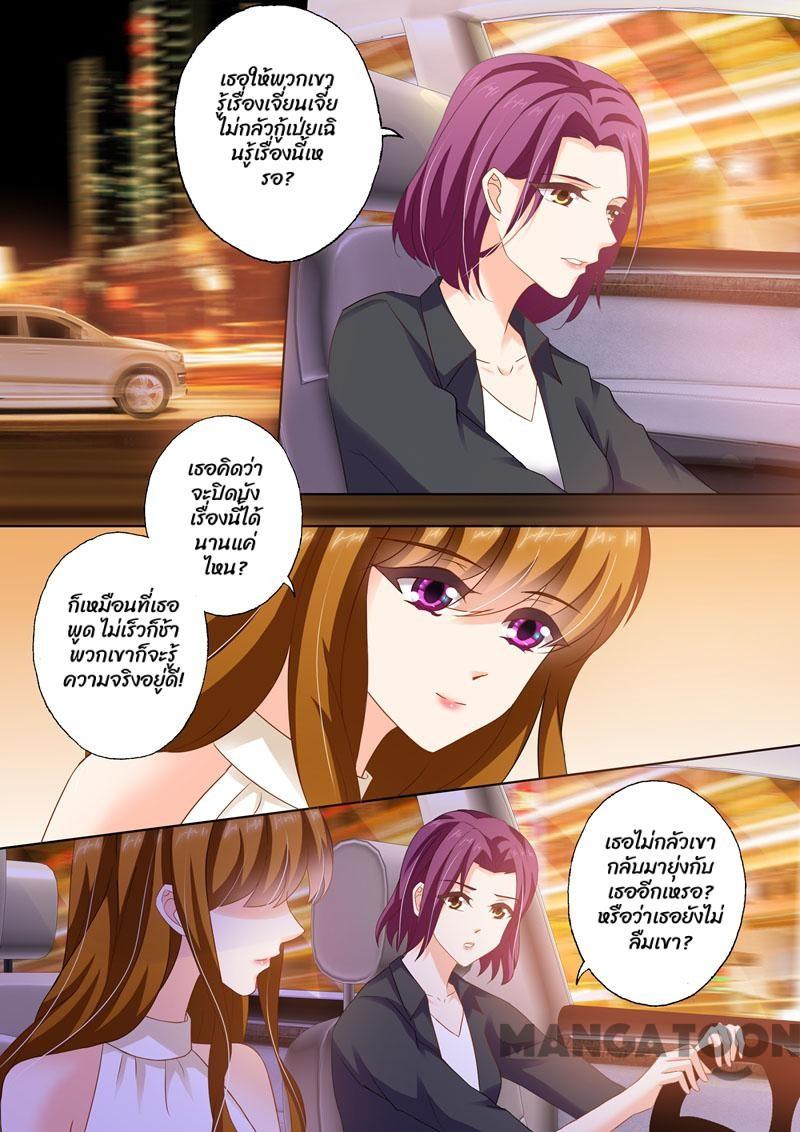 เธอให้พวกเขา
รู้เรื่องเจี่ยนเจี๋ย
ไม่กลัวกู้เป่ยเฉิ
นรู้เรื่องนี้เห
รอ?
เธอคิดว่า
จะปิดบัง
เรื่องนี้ได้
นานแค่
ไหน?
ก็เหมือนที่เธอ
พูด ไม่เร็วก็ช้า
พวกเขาก็จะรู้
ความจริงอยู่ดี!
เธอไม่กลัวเขา
กลับมายุ่งกับ
เธออีกเหรอ?
หรือว่าเธอยังไม่
ลืมเขา?
MANGATOON